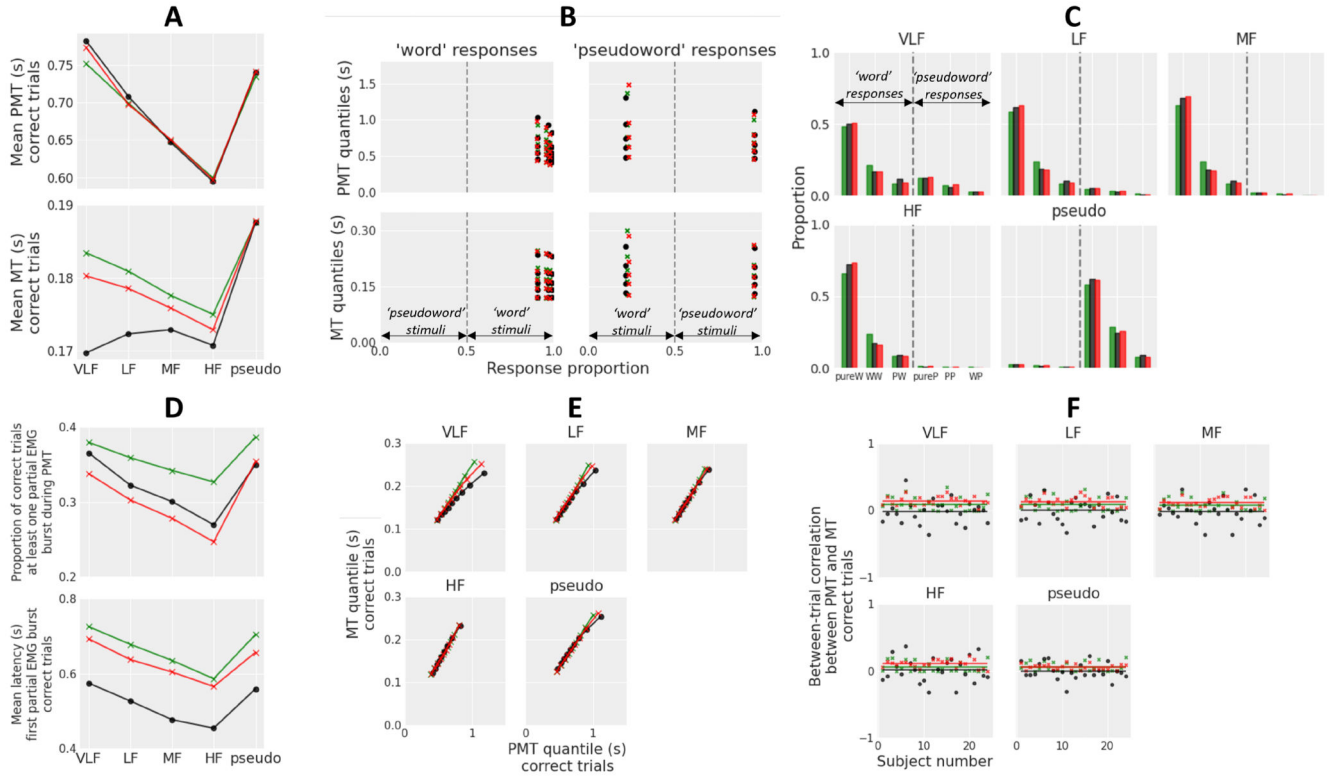 A
Mean PMT (s)
correct trials
0.75
0.70
0.65
0.60
Mean MT (s)
correct trials
0.19
0.18
0.17
VLF LF MF HF pseudo
B
'word' responses 'pseudoword' responses
PMT quantiles (s)
1.5
1.0
0.5
0.0
MT quantiles (s)
0.30
0.15
0.00
‘pseudoword’ stimuli
‘word’ stimuli
‘word’ stimuli
‘pseudoword’ stimuli
0.0 0.5 1.0 0.0 0.5 1.0
Response proportion
C
VLF LF MF
‘word’ responses
‘pseudoword’ responses
1.0
0.5
0.0
Proportion
HF pseudo
1.0
0.5
0.0
pureW WW PW pureP PP WP
D
Proportion of correct trials
at least one partial EMG
burst during PMT
0.4
0.3
0.2
Mean latency (s)
first partial EMG burst
correct trials
0.8
0.6
0.4
VLF LF MF HF pseudo
E
VLF LF MF
0.3
0.2
0.1
0.0
MT quantile (s)
correct trials
HF pseudo
0.3
0.2
0.1
0.0
0 1 0 1
PMT quantile (s)
correct trials
F
VLF LF MF
1
0
−1
Between-trial correlation
between PMT and MT
correct trials
HF pseudo
1
0
−1
0 10 20 0 10 20
Subject number